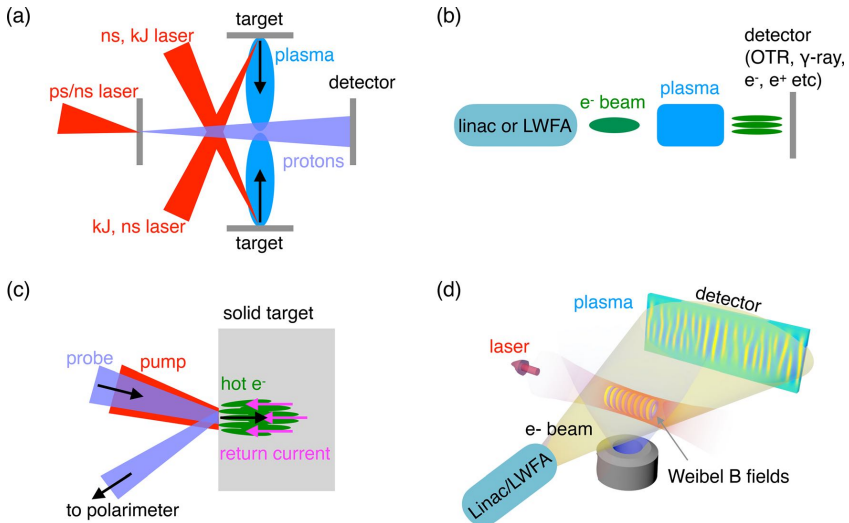 (a)
target
ns, kJ laser
plasma
detector
ps/ns laser
protons
kJ, ns laser
target
(b)
detector
(OTR, γ-ray,
e-, e+ etc)
plasma
e- beam
linac or LWFA
(c)
solid target
probe
pump
hot e-
return current
to polarimeter
(d)
plasma
detector
laser
e- beam
Linac/LWFA
Weibel B fields